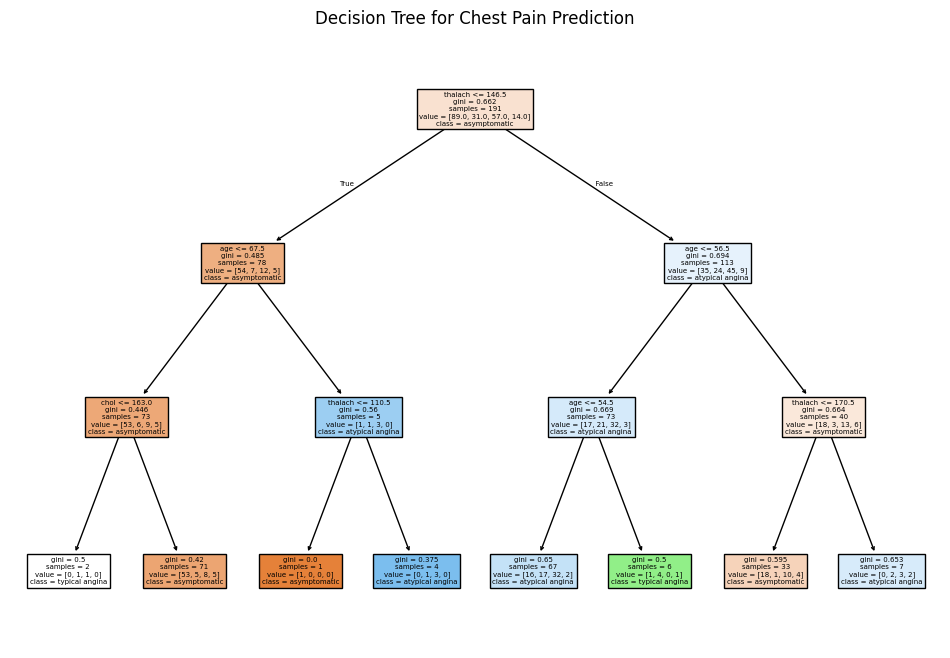 Decision Tree for Chest Pain Prediction
thalach <= 146.5
gini = 0.662
samples = 191
value = [89.0, 31.0, 57.0, 14.0]
class = asymptomatic
True
False
age <= 67.5
gini = 0.485
samples = 78
value = [54, 7, 12, 5]
class = asymptomatic
age <= 56.5
gini = 0.694
samples = 113
value = [35, 24, 45, 9]
class = atypical angina
chol <= 163.0
gini = 0.446
samples = 73
value = [53, 6, 9, 5]
class = asymptomatic
thalach <= 110.5
gini = 0.56
samples = 5
value = [1, 1, 3, 0]
class = atypical angina
age <= 54.5
gini = 0.669
samples = 73
value = [17, 21, 32, 3]
class = atypical angina
thalach <= 170.5
gini = 0.664
samples = 40
value = [18, 3, 13, 6]
class = asymptomatic
gini = 0.5
samples = 2
value = [0, 1, 1, 0]
class = typical angina
gini = 0.42
samples = 71
value = [53, 5, 8, 5]
class = asymptomatic
gini = 0.0
samples = 1
value = [1, 0, 0, 0]
class = asymptomatic
gini = 0.375
samples = 4
value = [0, 1, 3, 0]
class = atypical angina
gini = 0.65
samples = 67
value = [16, 17, 32, 2]
class = atypical angina
gini = 0.5
samples = 6
value = [1, 4, 0, 1]
class = typical angina
gini = 0.595
samples = 33
value = [18, 1, 10, 4]
class = asymptomatic
gini = 0.653
samples = 7
value = [0, 2, 3, 2]
class = atypical angina